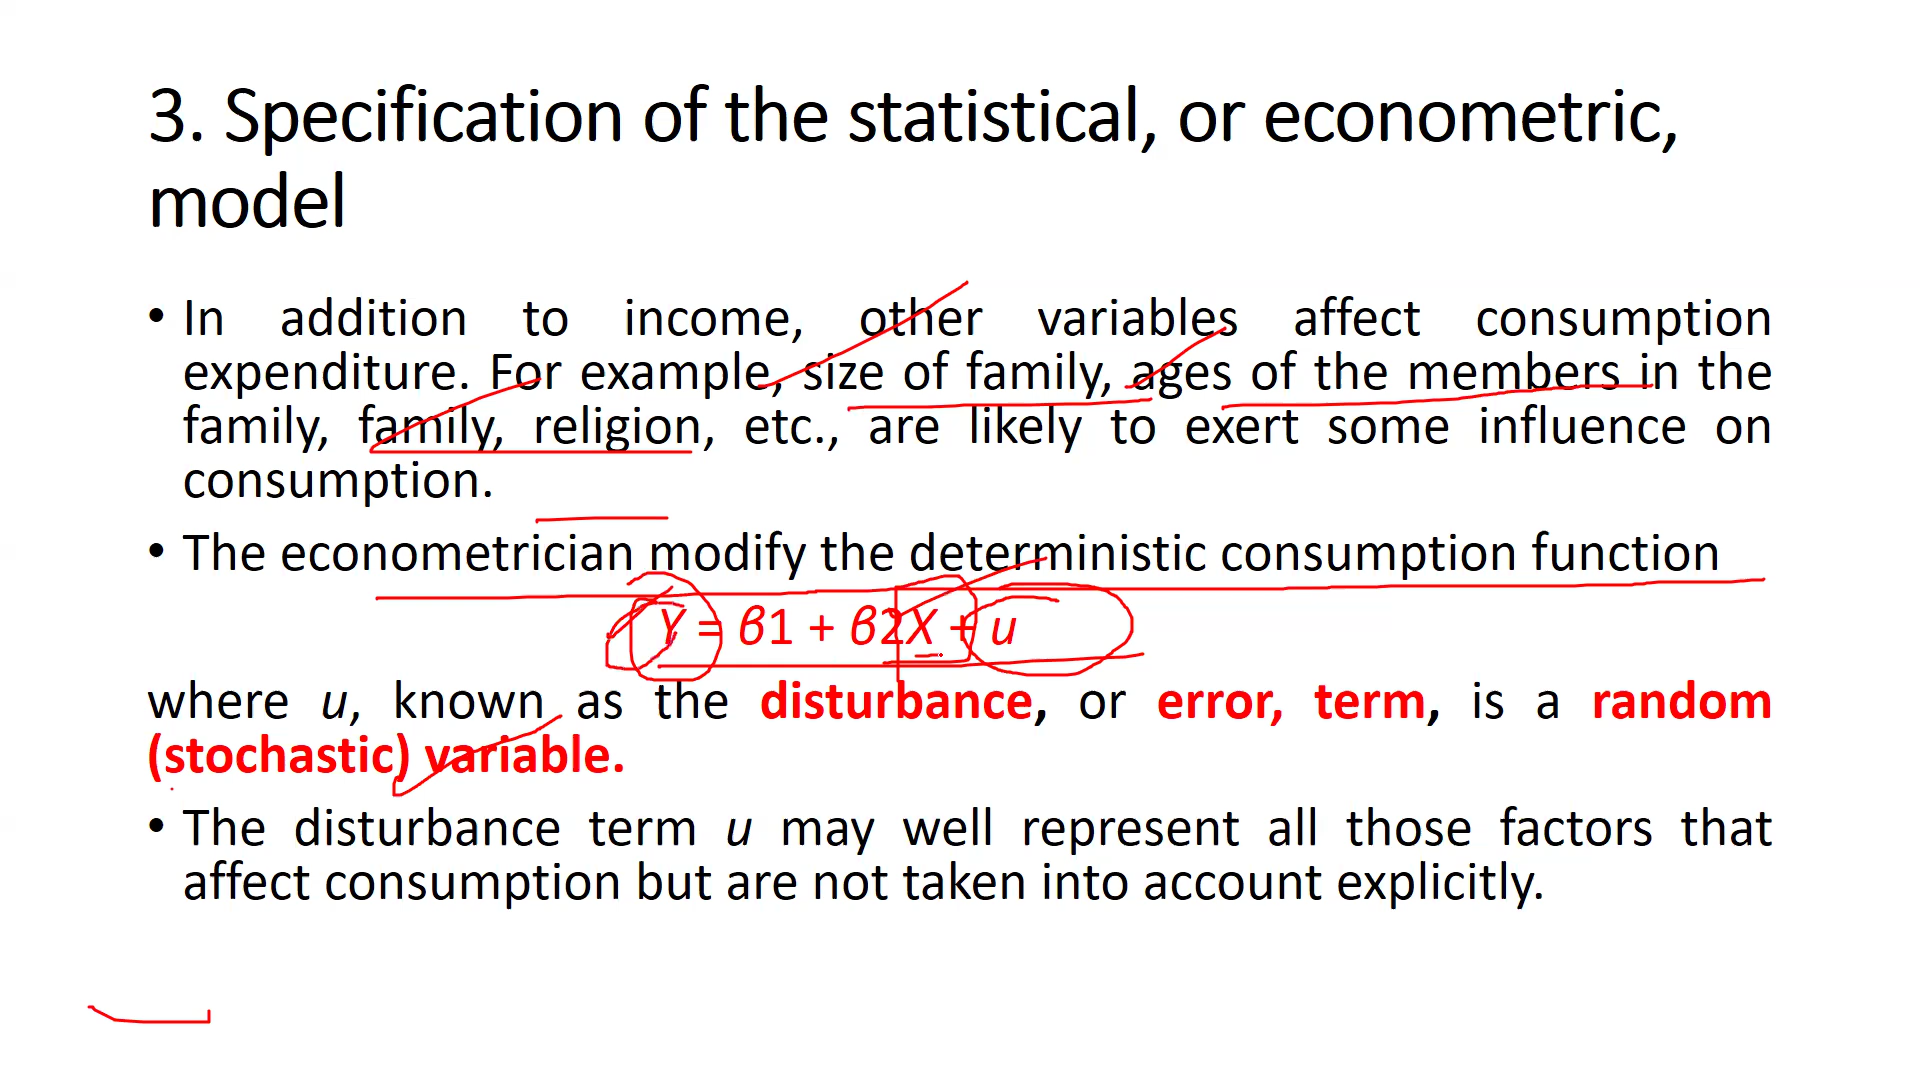 3. Specification of the statistical, or econometric,
model
• In addition to income, other variables affect consumption
expenditure. For example, size of family, ages of the members in the
family, family, religion, etc., are likely to exert some influence on
consumption.
• The econometrician modify the deterministic consumption function
Y = β1 + β2X + u
where u, known as the disturbance, or error, term, is a random
(stochastic) variable.
• The disturbance term u may well represent all those factors that
affect consumption but are not taken into account explicitly.